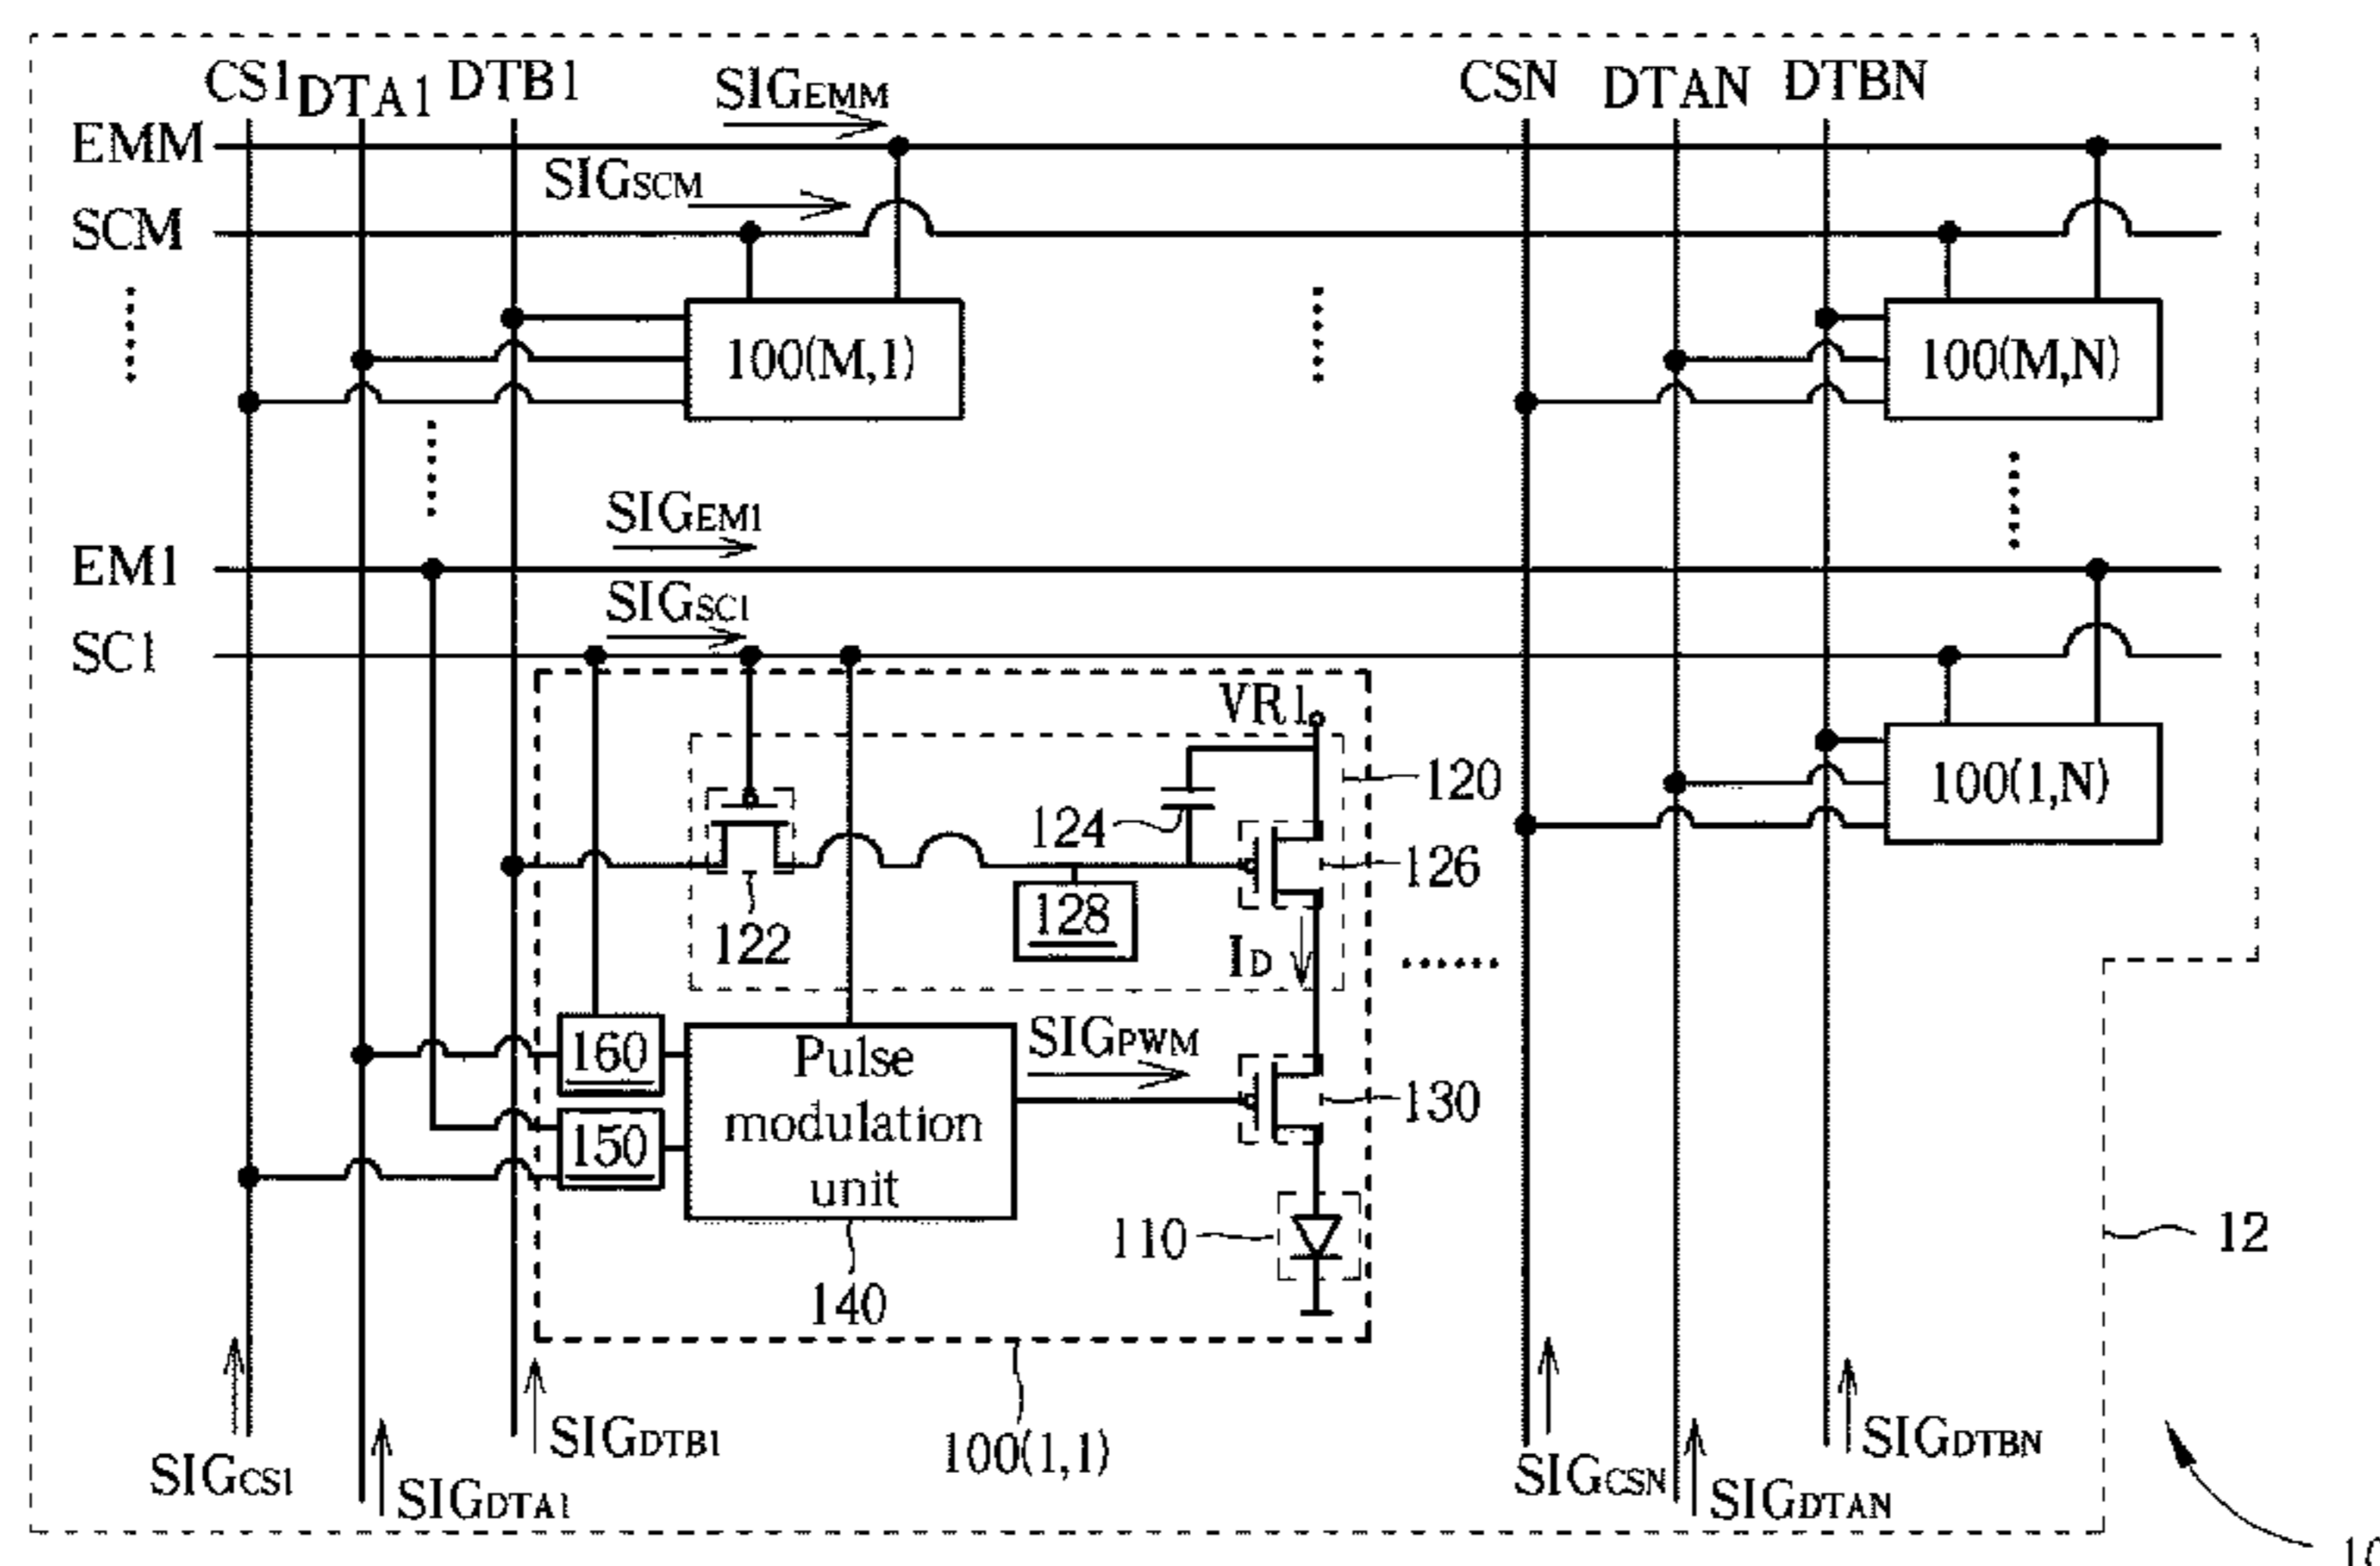 CS1 DTA1 DTB1 SIGEMM CSN DTAN DTBN
EMM
SIGSCM
SCM
100(M,1) 100(M,N)
SIGEM1
EM1
SIGSC1
SC1
VR1
120
100(1,N)
124
126
128
122
ID
160
Pulse
modulation
unit
SIGPWM
130
150
110
12
140
SIGCS1
SIGDTA1
SIGDTB1
100(1,1)
SIGCSN
SIGDTAN
SIGDTBN